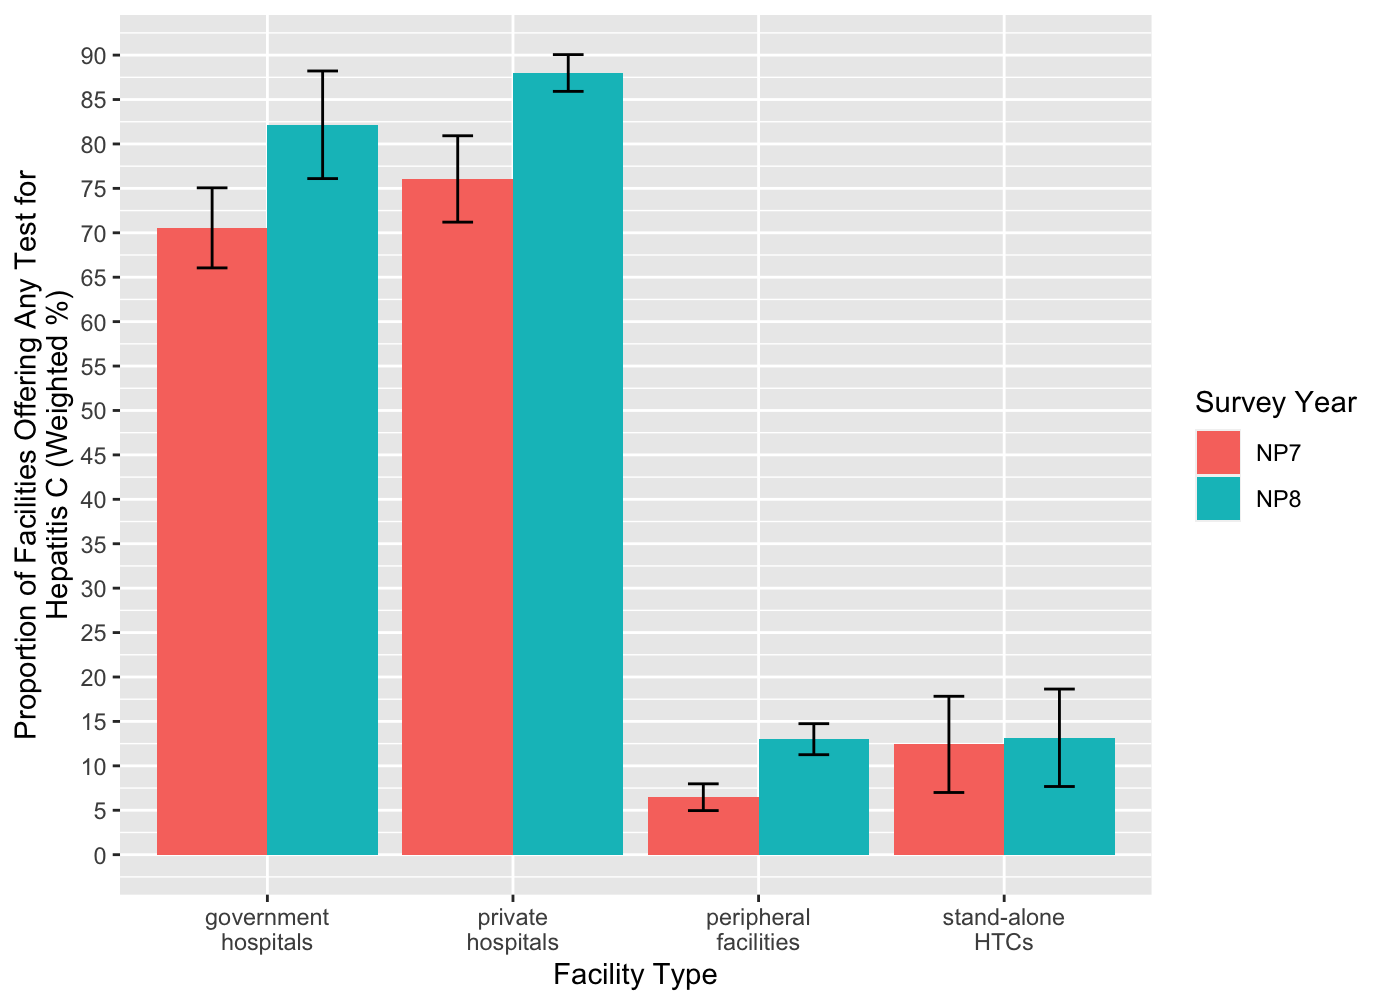 Proportion of Facilities Offering Any Test for
Hepatitis C (Weighted %)
90
85
80
75
70
65
60
55
50
45
40
35
30
25
20
15
10
5
0
government
hospitals
private
hospitals
peripheral
facilities
stand-alone
HTCs
Facility Type
Survey Year
NP7
NP8